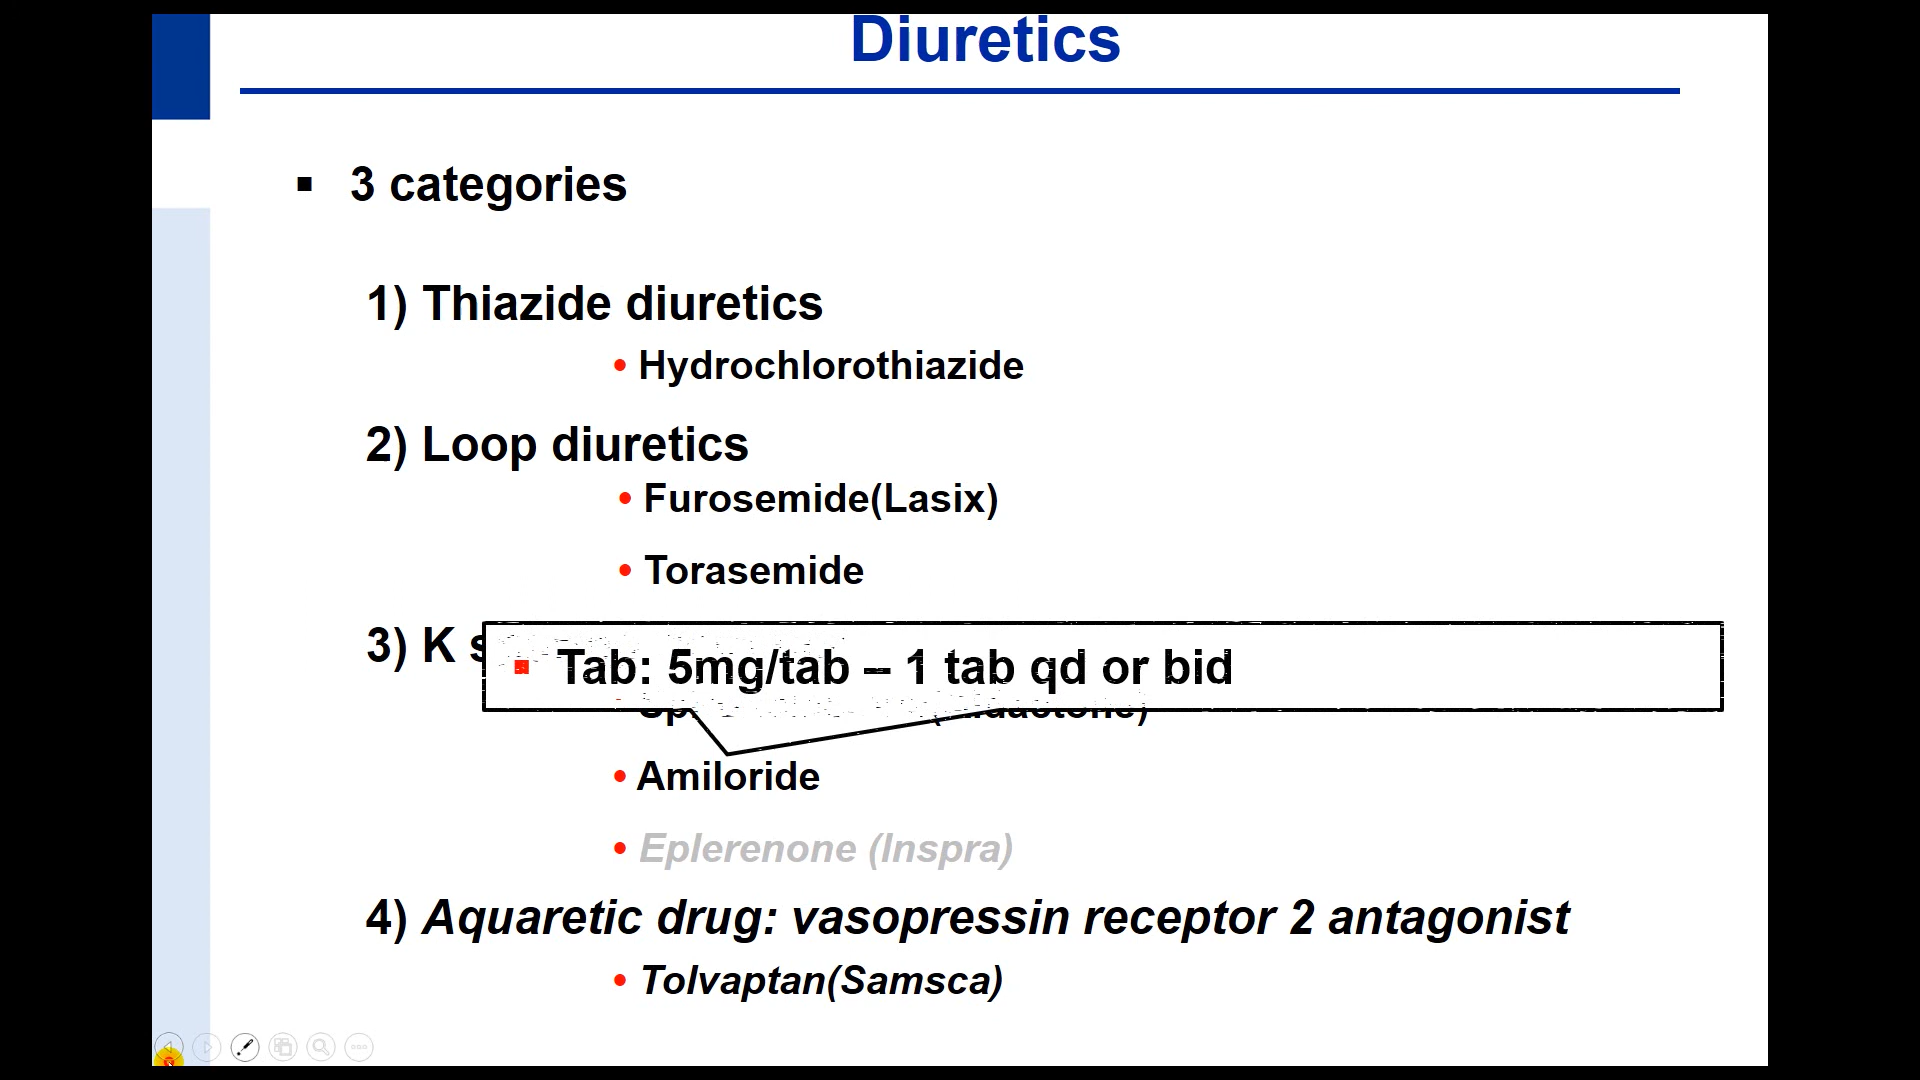 Diuretics
▪ 3 categories
1) Thiazide diuretics
• Hydrochlorothiazide
2) Loop diuretics
• Furosemide(Lasix)
• Torasemide
3) K
▪ Tab: 5mg/tab – 1 tab qd or bid
• Amiloride
• Eplerenone (Inspra)
4) Aquaretic drug: vasopressin receptor 2 antagonist
• Tolvaptan(Samsca)